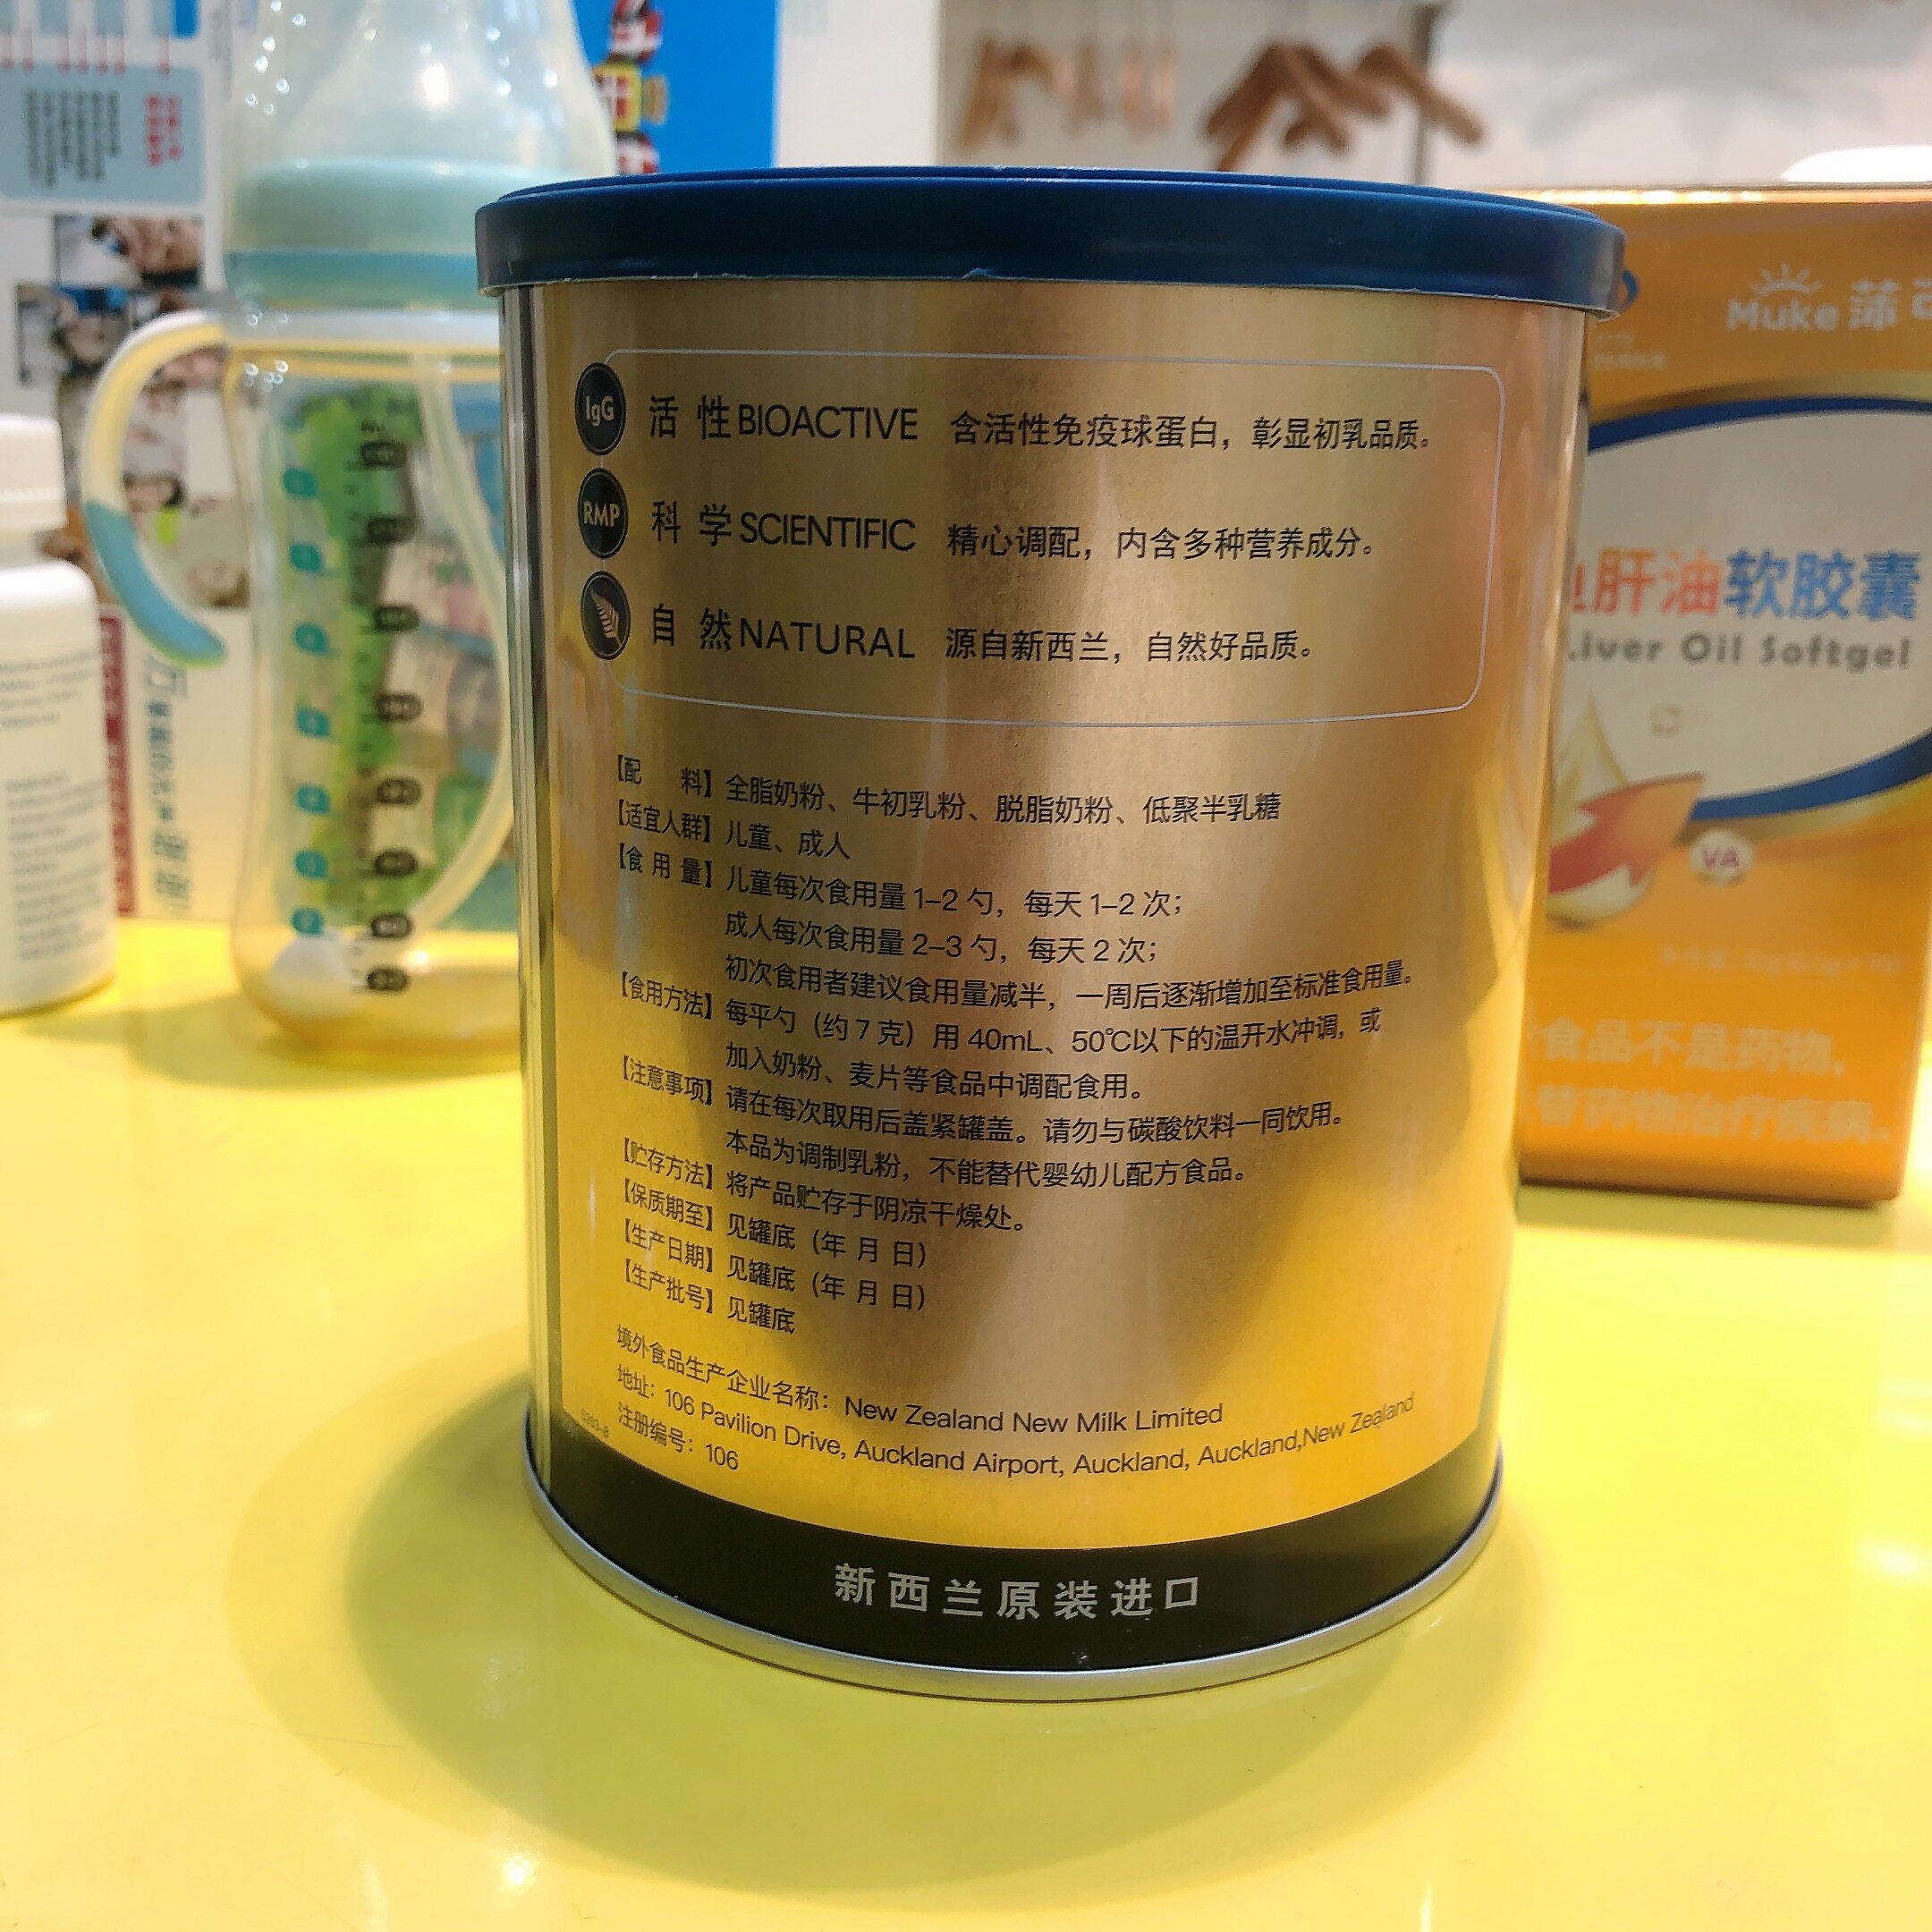 IgG 活性 BIOACTIVE 含活性免疫球蛋白，彰显初乳品质。
RMP 科学 SCIENTIFIC 精心调配，内含多种营养成分。
自然 NATURAL 源自新西兰，自然好品质。
【配 料】全脂奶粉、牛初乳粉、脱脂奶粉、低聚半乳糖
【适宜人群】儿童、成人
【食用量】儿童每次食用量 1–2 勺，每天 1–2 次；
成人每次食用量 2–3 勺，每天 2 次；
初次食用者建议食用量减半，一周后逐渐增加至标准食用量。
【食用方法】每平勺（约 7 克）用 40mL、50℃以下的温开水冲调，或
加入奶粉、麦片等食品中调配食用。
【注意事项】请在每次取用后盖紧罐盖。请勿与碳酸饮料一同饮用。
本品为调制乳粉，不能替代婴幼儿配方食品。
【贮存方法】将产品贮存于阴凉干燥处。
【保质期至】见罐底（年 月 日）
【生产日期】见罐底（年 月 日）
【生产批号】见罐底
境外食品生产企业名称：New Zealand New Milk Limited
地址：106 Pavilion Drive, Auckland Airport, Auckland, Auckland,New Zealand
注册编号：106
新西兰原装进口
Muke
肝油软胶囊
Liver Oil Softgel
VA
食品不是药物，
替药物治疗疾病。